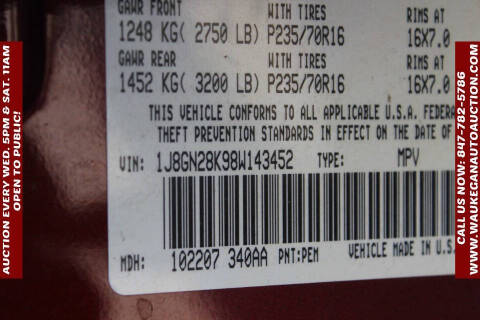 GAWR FRONT WITH TIRES RIMS AT
1248 KG( 2750 LB) P235/70R16 16X7.0
GAWR REAR WITH TIRES RIMS AT
1452 KG( 3200 LB) P235/70R16 16X7.0
THIS VEHICLE CONFORMS TO ALL APPLICABLE U.S.A. FEDERA
THEFT PREVENTION STANDARDS IN EFFECT ON THE DATE OF
VIN: 1J8GN28K98W143452 TYPE: MPV
MDH: 102207 340AA PNT:PEM VEHICLE MADE IN U.S.
AUCTION EVERY WED. 5PM & SAT. 11AM
OPEN TO PUBLIC!
CALL US NOW: 847-782-5786
WWW.WAUKEGANAUTOAUCTION.COM